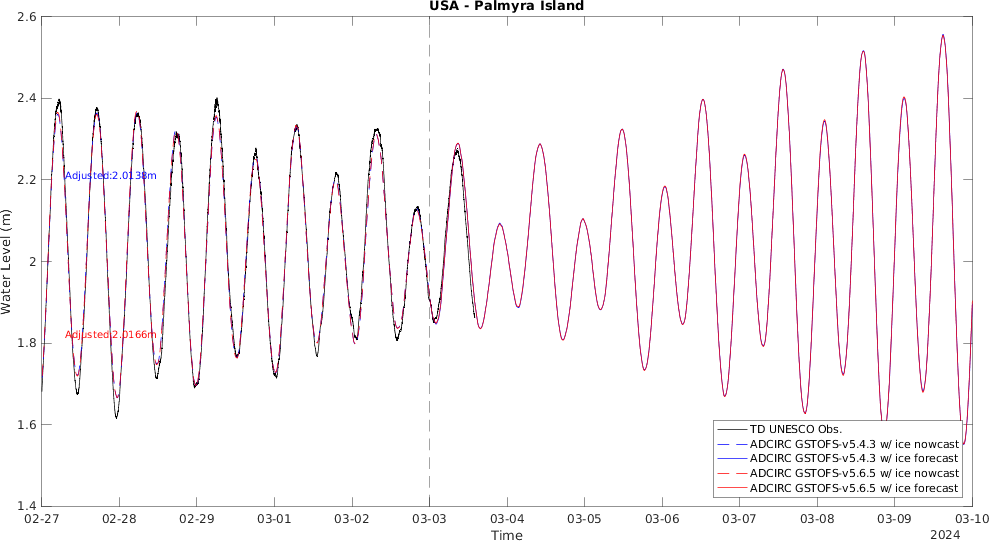 USA - Palmyra Island
2.6
2.4
2.2
2
1.8
1.6
1.4
Water Level (m)
Adjusted:2.0138m
Adjusted:2.0166m
TD UNESCO Obs.
ADCIRC GSTOFS-v5.4.3 w/ ice nowcast
ADCIRC GSTOFS-v5.4.3 w/ ice forecast
ADCIRC GSTOFS-v5.6.5 w/ ice nowcast
ADCIRC GSTOFS-v5.6.5 w/ ice forecast
02-27 02-28 02-29 03-01 03-02 03-03 03-04 03-05 03-06 03-07 03-08 03-09 03-10
Time
2024